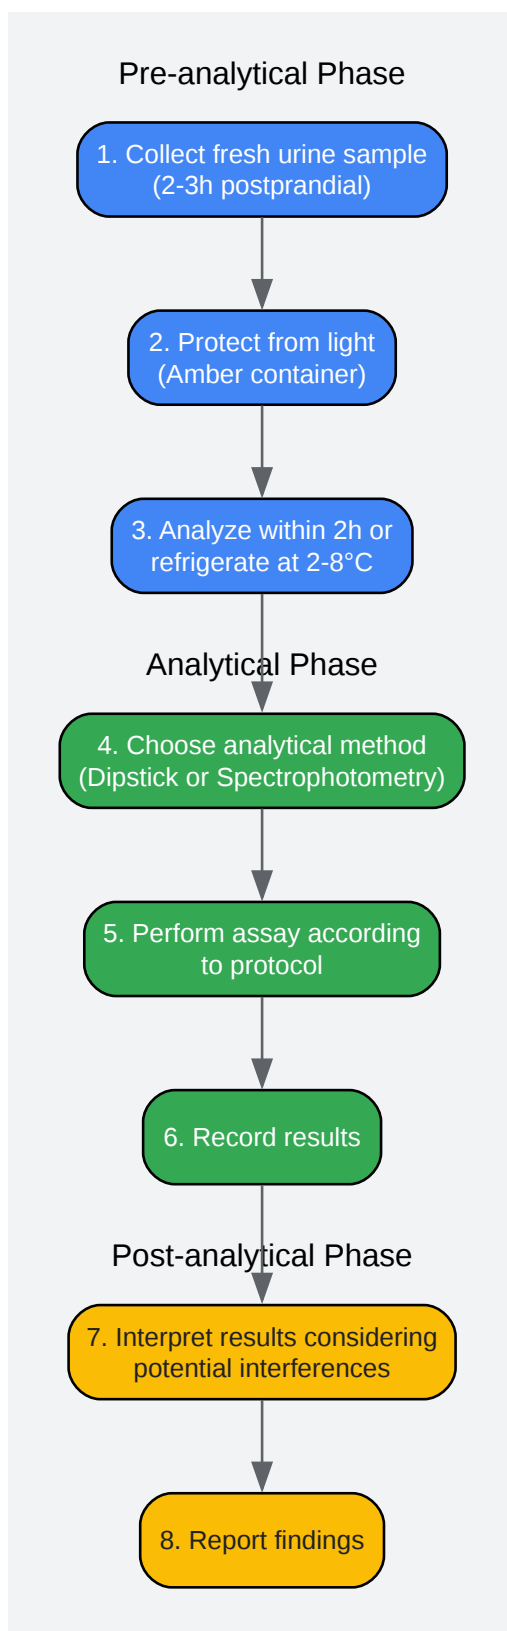 Pre-analytical Phase
1. Collect fresh urine sample
(2-3h postprandial)
2. Protect from light
(Amber container)
3. Analyze within 2h or
refrigerate at 2-8°C
Analytical Phase
4. Choose analytical method
(Dipstick or Spectrophotometry)
5. Perform assay according
to protocol
6. Record results
Post-analytical Phase
7. Interpret results considering
potential interferences
8. Report findings